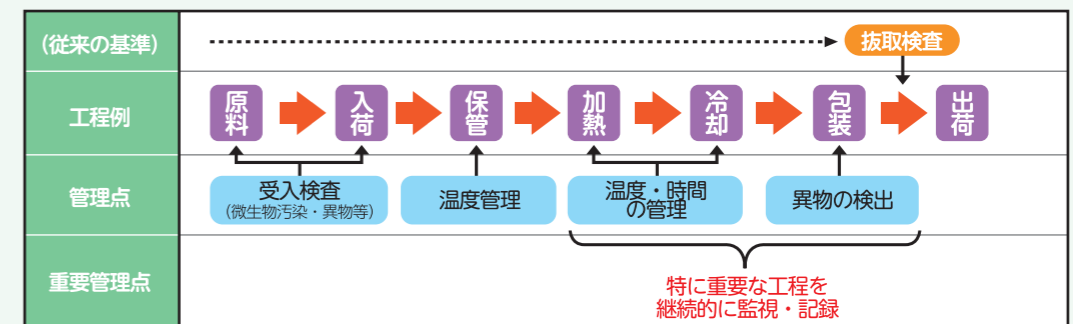 (従来の基準)
抜取検査
工程例
原料
入荷
保管
加熱
冷却
包装
出荷
管理点
受入検査
(微生物汚染・異物等)
温度管理
温度・時間
の管理
異物の検出
重要管理点
特に重要な工程を
継続的に監視・記録